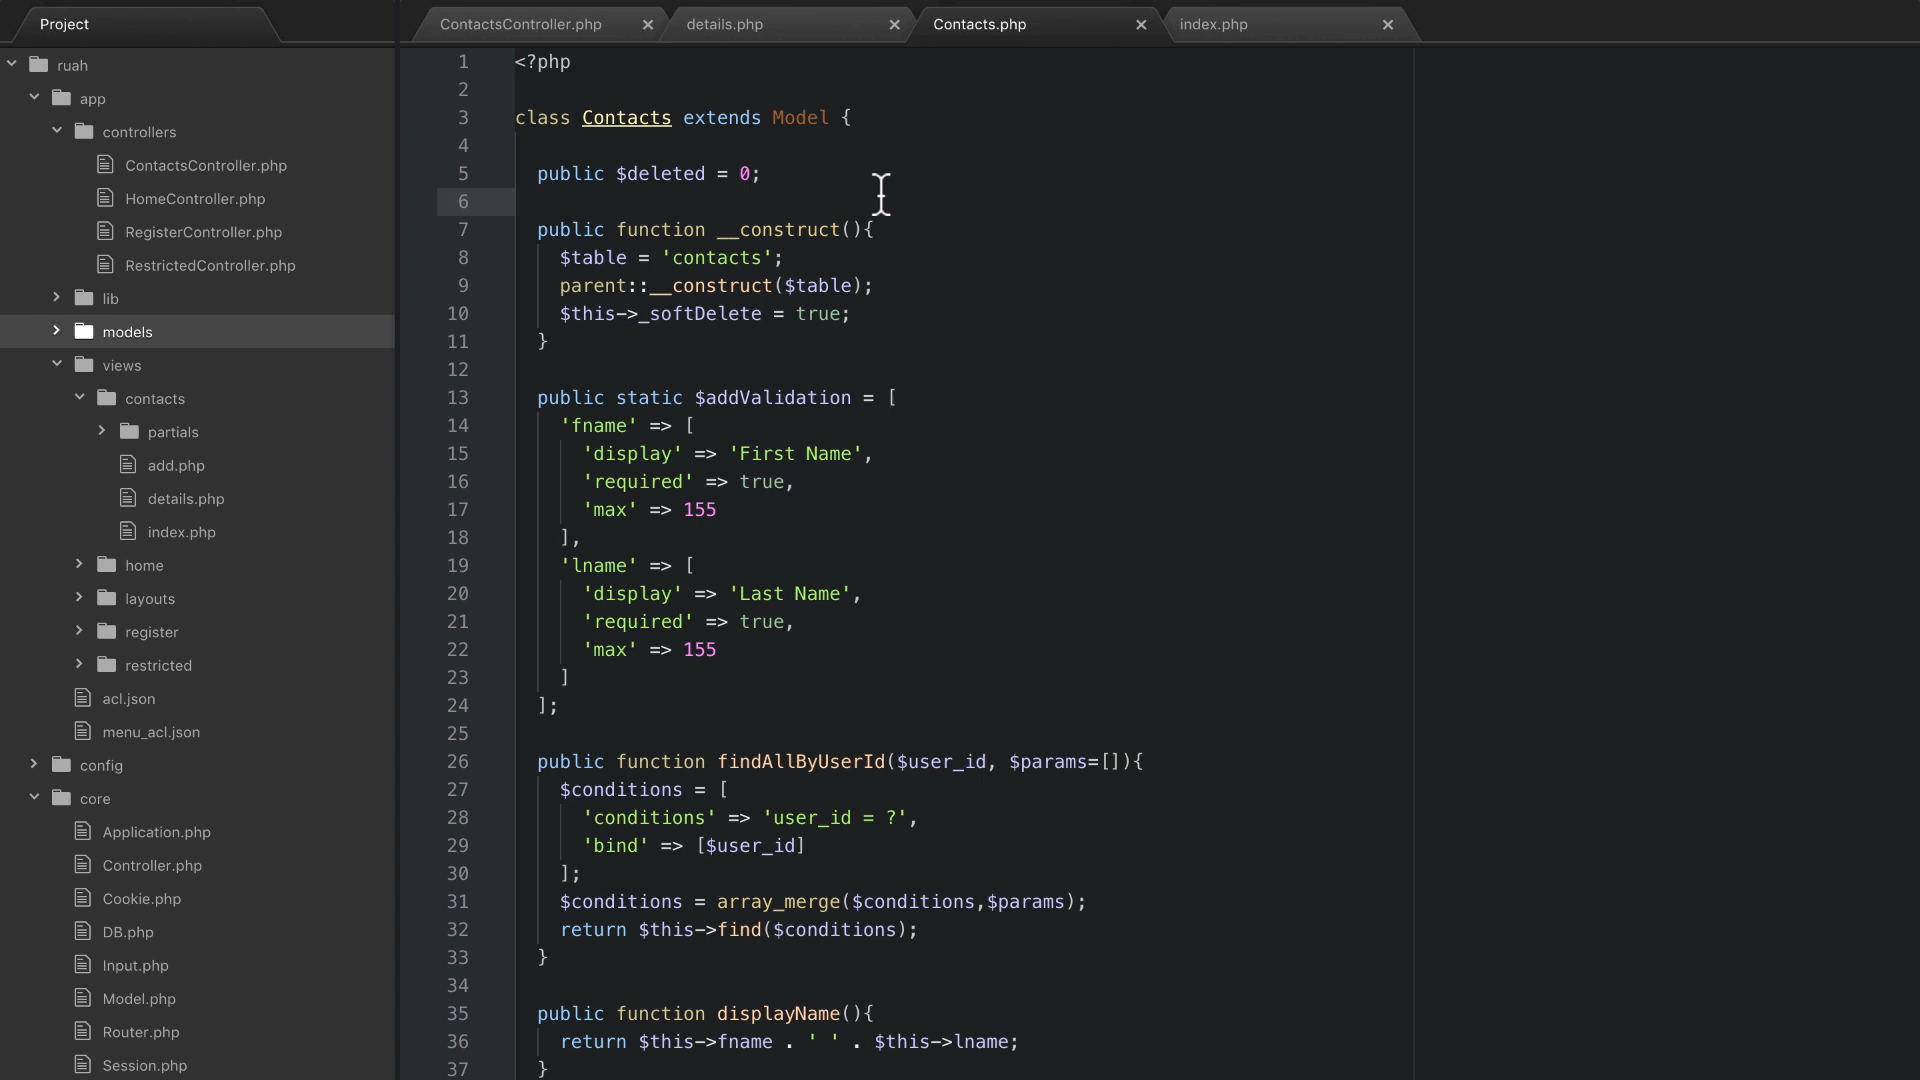 Project
ruah
app
controllers
ContactsController.php
HomeController.php
RegisterController.php
RestrictedController.php
lib
models
views
contacts
partials
add.php
details.php
index.php
home
layouts
register
restricted
acl.json
menu_acl.json
config
core
Application.php
Controller.php
Cookie.php
DB.php
Input.php
Model.php
Router.php
Session.php
ContactsController.php × details.php × Contacts.php × index.php ×
1 <?php
2
3 class Contacts extends Model {
4
5   public $deleted = 0;
6
7   public function __construct(){
8     $table = 'contacts';
9     parent::__construct($table);
10     $this->_softDelete = true;
11   }
12
13   public static $addValidation = [
14     'fname' => [
15       'display' => 'First Name',
16       'required' => true,
17       'max' => 155
18     ],
19     'lname' => [
20       'display' => 'Last Name',
21       'required' => true,
22       'max' => 155
23     ]
24   ];
25
26   public function findAllByUserId($user_id, $params=[]){
27     $conditions = [
28       'conditions' => 'user_id = ?',
29       'bind' => [$user_id]
30     ];
31     $conditions = array_merge($conditions,$params);
32     return $this->find($conditions);
33   }
34
35   public function displayName(){
36     return $this->fname . ' ' . $this->lname;
37   }